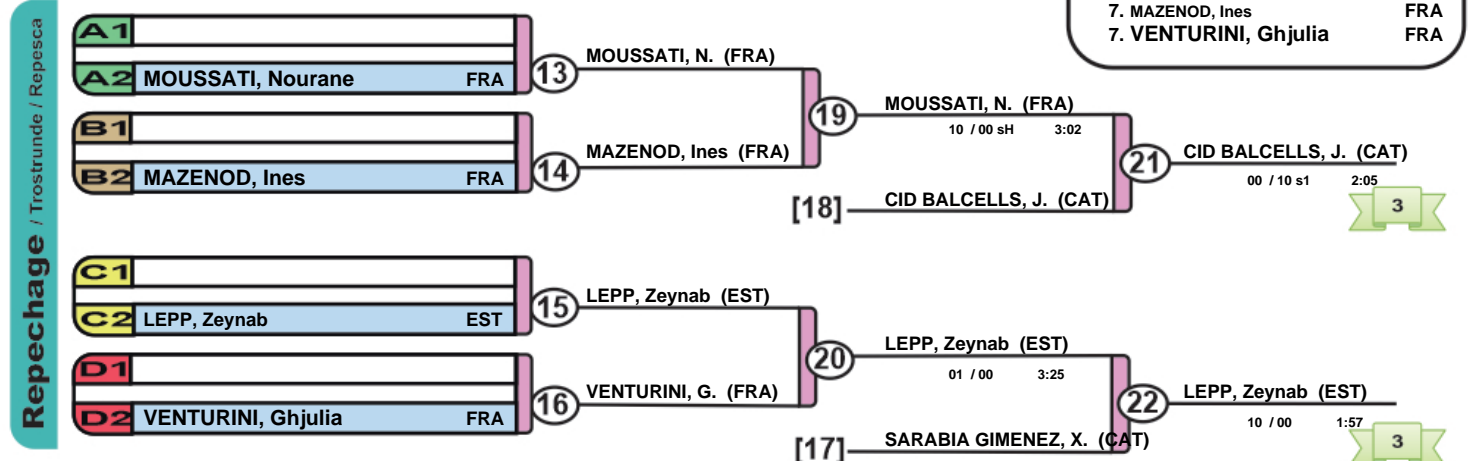 7. MAZENOD, Ines FRA
7. VENTURINI, Ghjulia FRA
Repechage / Trostrunde / Repesca
A1
A2 MOUSSATI, Nourane FRA
13
MOUSSATI, N. (FRA)
B1
B2 MAZENOD, Ines FRA
14
MAZENOD, Ines (FRA)
19
MOUSSATI, N. (FRA)
10 / 00 sH 3:02
[18] CID BALCELLS, J. (CAT)
21
CID BALCELLS, J. (CAT)
00 / 10 s1 2:05
3
C1
C2 LEPP, Zeynab EST
15
LEPP, Zeynab (EST)
D1
D2 VENTURINI, Ghjulia FRA
16
VENTURINI, G. (FRA)
20
LEPP, Zeynab (EST)
01 / 00 3:25
[17] SARABIA GIMENEZ, X. (CAT)
22
LEPP, Zeynab (EST)
10 / 00 1:57
3